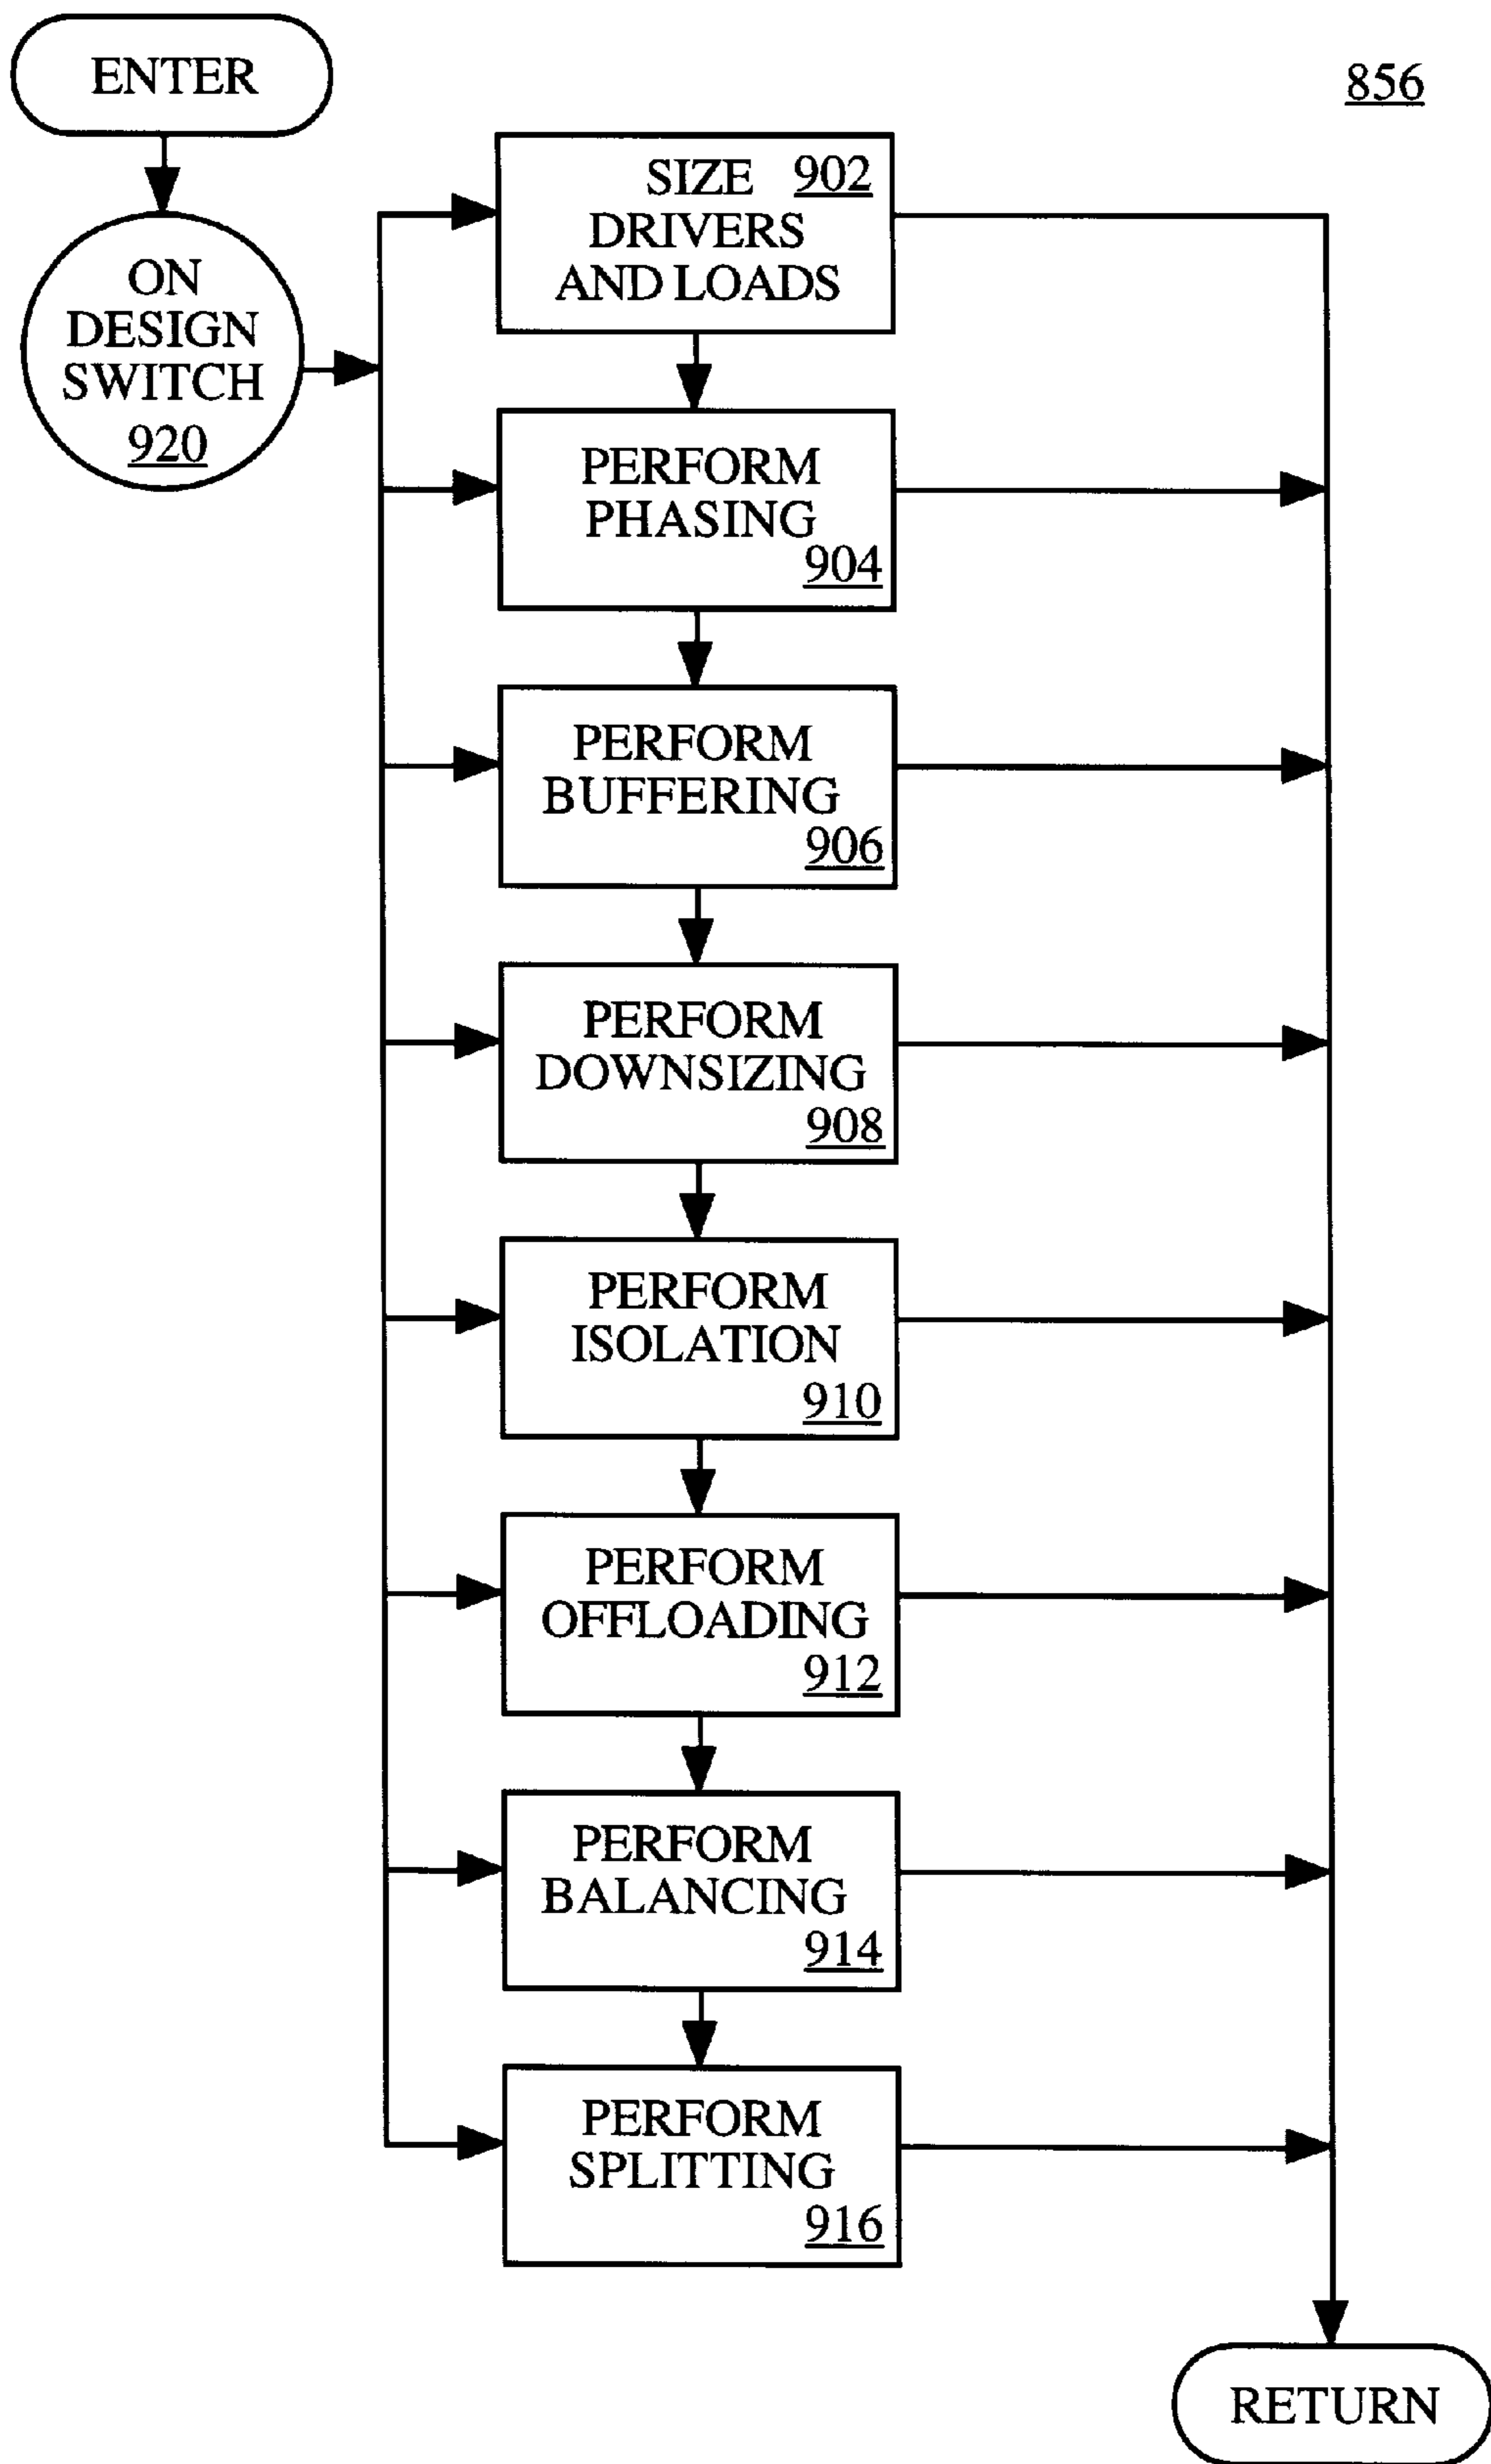 ENTER
856
ON
DESIGN
SWITCH
920
SIZE 902
DRIVERS
AND LOADS
PERFORM
PHASING
904
PERFORM
BUFFERING
906
PERFORM
DOWNSIZING
908
PERFORM
ISOLATION
910
PERFORM
OFFLOADING
912
PERFORM
BALANCING
914
PERFORM
SPLITTING
916
RETURN